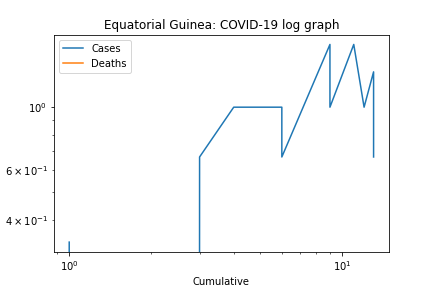 Equatorial Guinea: COVID-19 log graph
Cases
Deaths
10⁰
6 × 10⁻¹
4 × 10⁻¹
10⁰
10¹
Cumulative